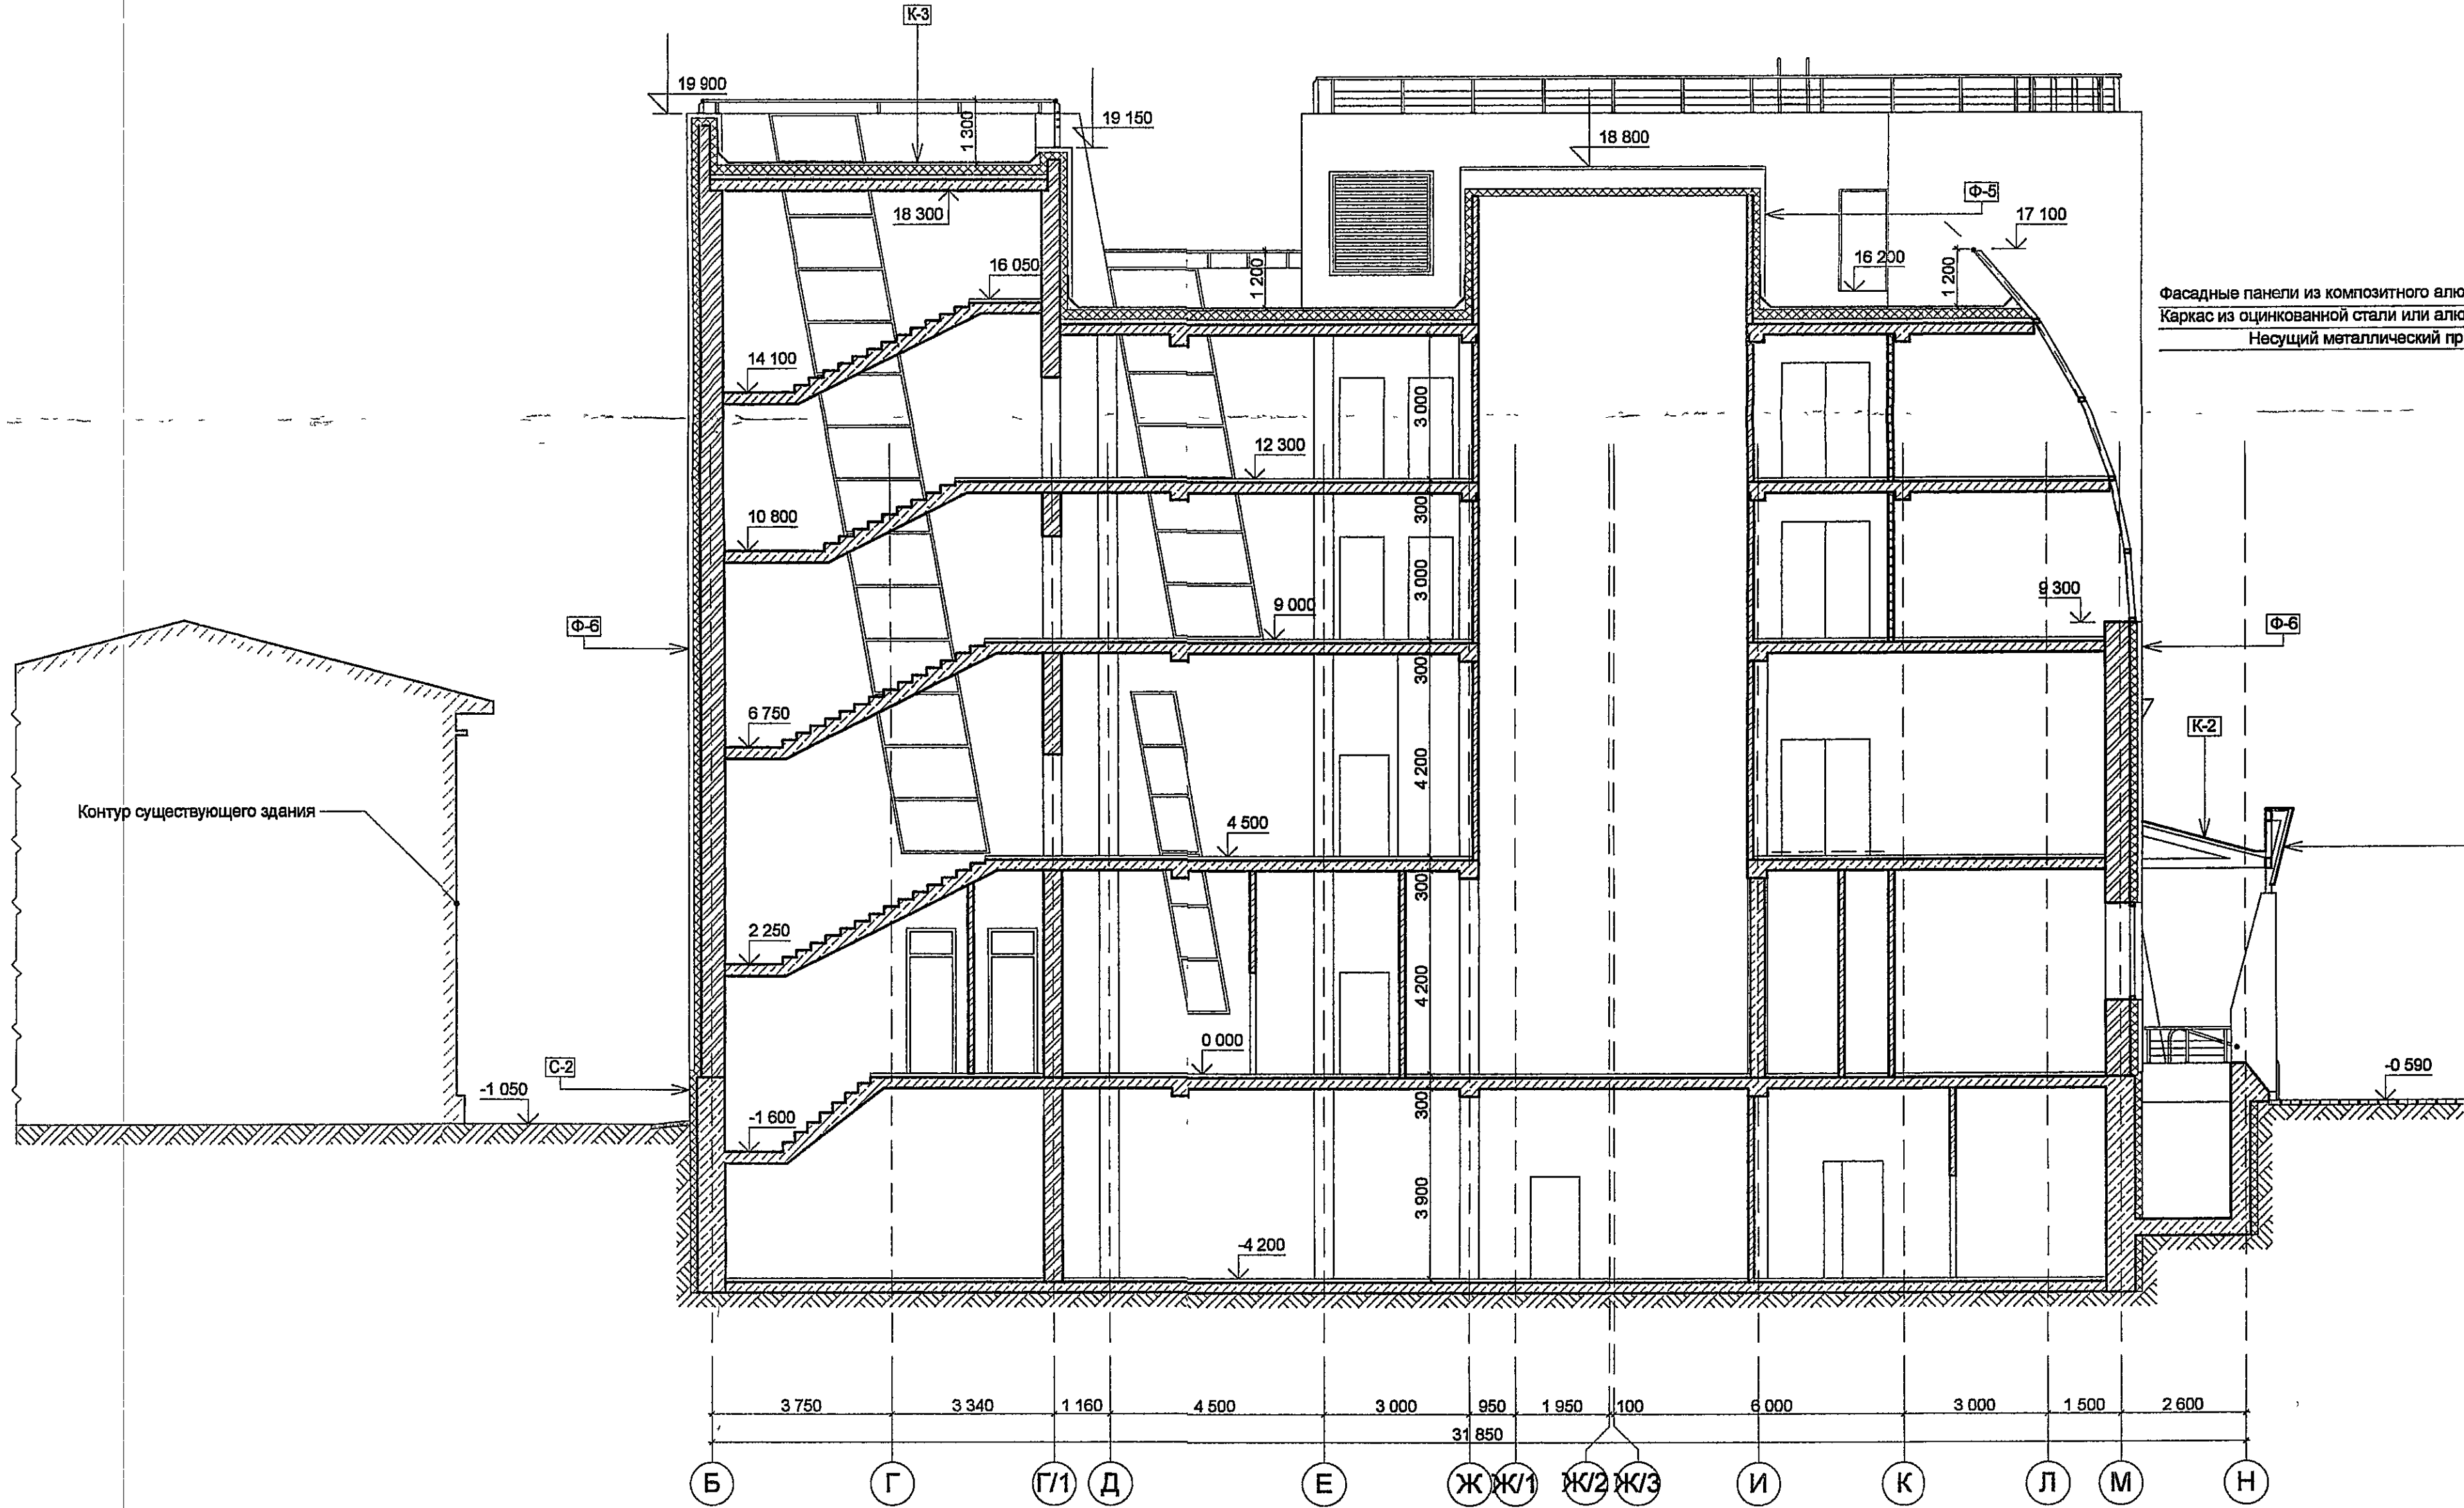 К-3
19 900
1 300
19 150
18 800
18 300
Ф-5
17 100
16 050
16 200
1 200
1 200
Фасадные панели из композитного алю
Каркас из оцинкованной стали или алю
Несущий металлический пр
14 100
3 000
12 300
300
10 800
3 000
9 000
9 300
Ф-6
Ф-6
300
6 750
К-2
4 200
Контур существующего здания
4 500
300
2 250
4 200
0 000
С-2
-1 050
-0 590
300
-1 600
3 900
-4 200
3 750
3 340
1 160
4 500
3 000
950
1 950
100
6 000
3 000
1 500
2 600
31 850
Б
Г
Г/1
Д
Е
Ж
Ж/1
Ж/2
Ж/3
И
К
Л
М
Н